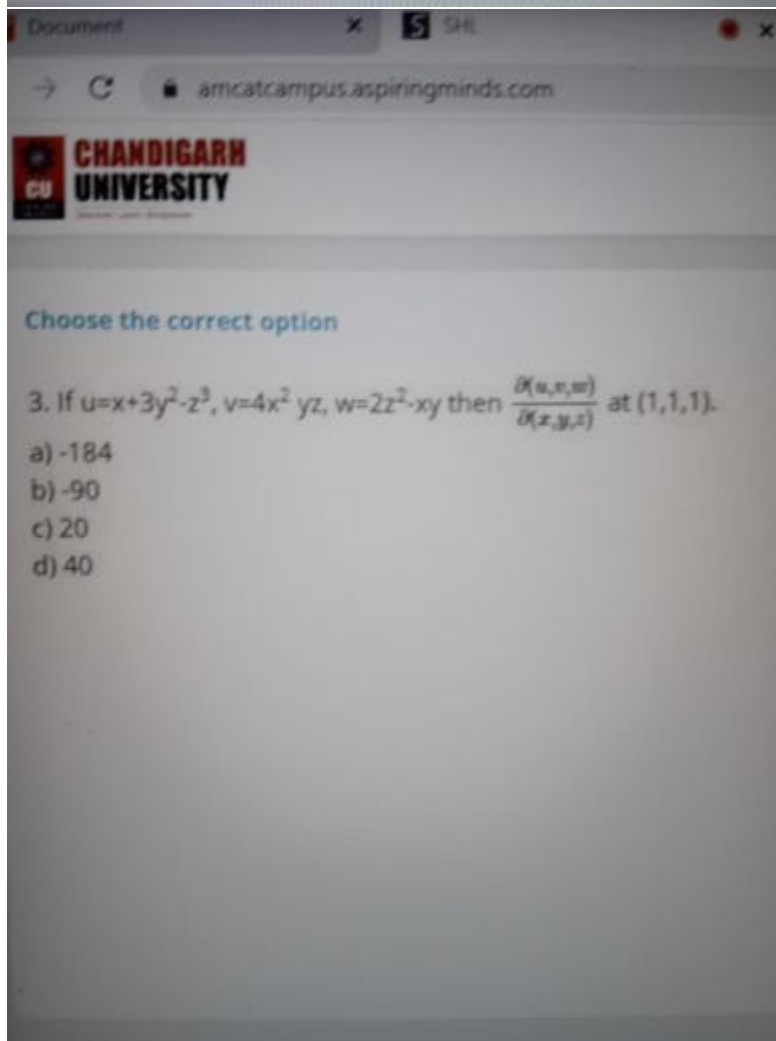 Document
SHL
amcatcampus.aspiringminds.com
CHANDIGARH
CU UNIVERSITY
Choose the correct option
3. If u=x+3y²-z³, v=4x² yz, w=2z²-xy then ∂(u,v,w)/∂(x,y,z) at (1,1,1).
a) -184
b) -90
c) 20
d) 40